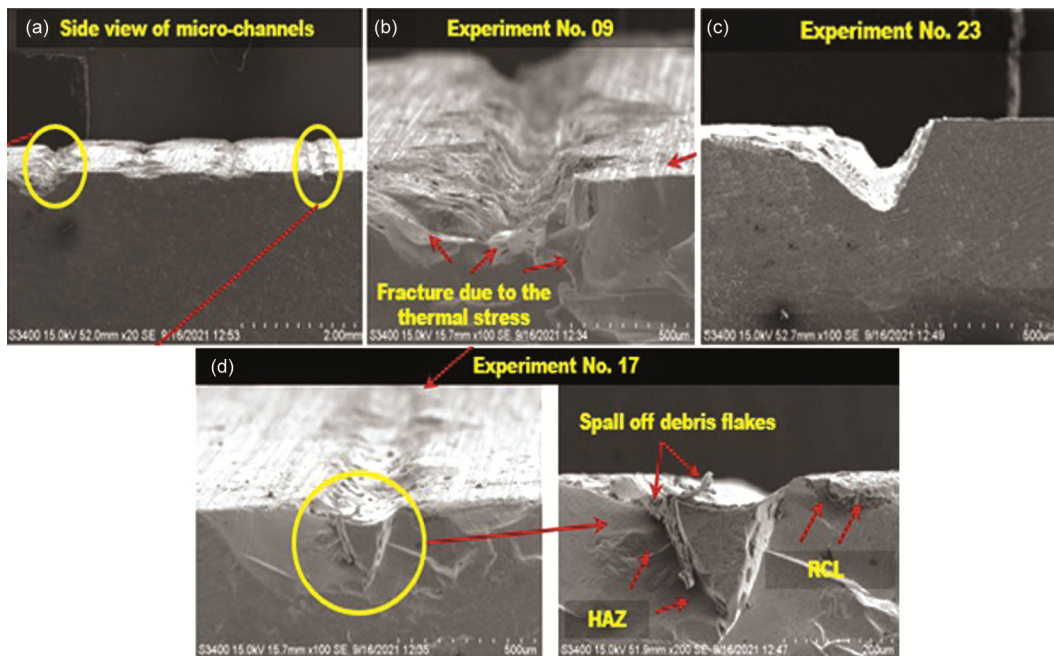 (a) Side view of micro-channels
S3400 15.0kV 52.0mm x20 SE 9/16/2021 12:53 2.00mm
(b) Experiment No. 09
Fracture due to the
thermal stress
S3400 15.0kV 15.7mm x100 SE 9/16/2021 12:34 500um
(c) Experiment No. 23
S3400 15.0kV 52.7mm x100 SE 9/16/2021 12:49 500um
(d) Experiment No. 17
S3400 15.0kV 15.7mm x100 SE 9/16/2021 12:35 500um
Spall off debris flakes
RCL
HAZ
S3400 15.0kV 51.9mm x200 SE 9/16/2021 12:47 200um